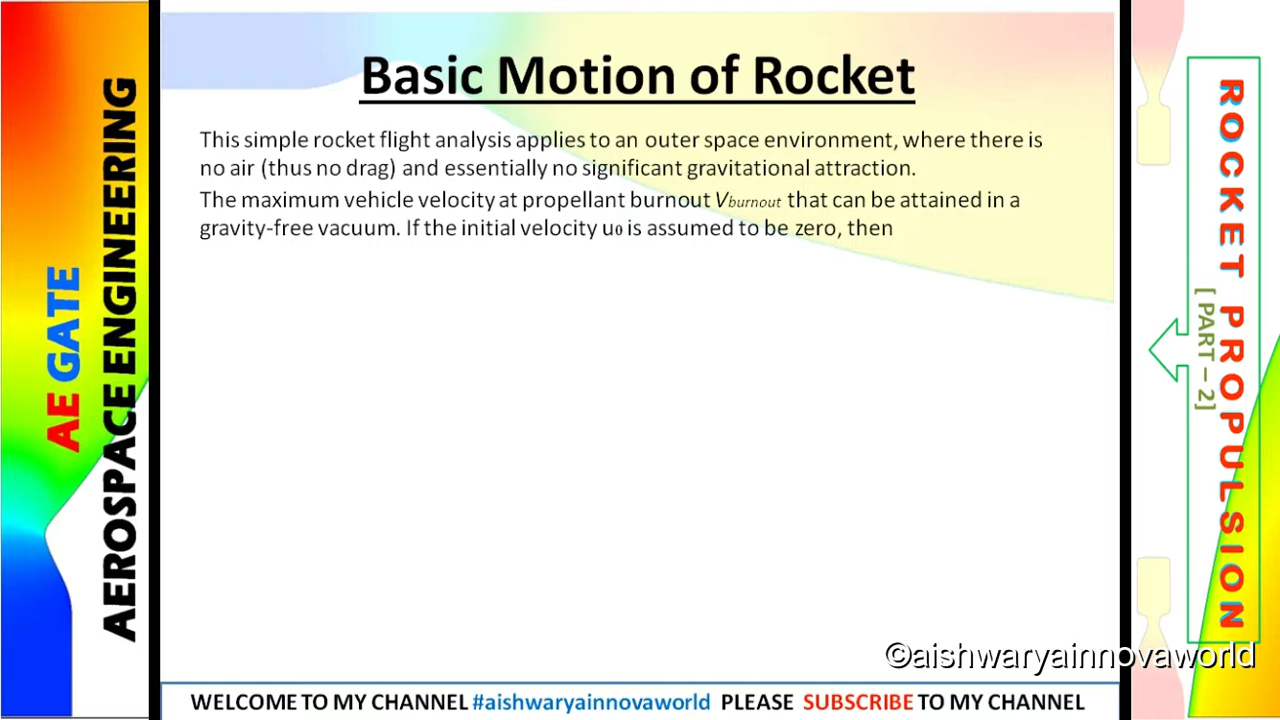 Basic Motion of Rocket
This simple rocket flight analysis applies to an outer space environment, where there is
no air (thus no drag) and essentially no significant gravitational attraction.
The maximum vehicle velocity at propellant burnout Vburnout that can be attained in a
gravity-free vacuum. If the initial velocity u₀ is assumed to be zero, then
AE GATE
AEROSPACE ENGINEERING
ROCKET PROPULSION
[ PART – 2]
©aishwaryainnovaworld
WELCOME TO MY CHANNEL #aishwaryainnovaworld PLEASE SUBSCRIBE TO MY CHANNEL